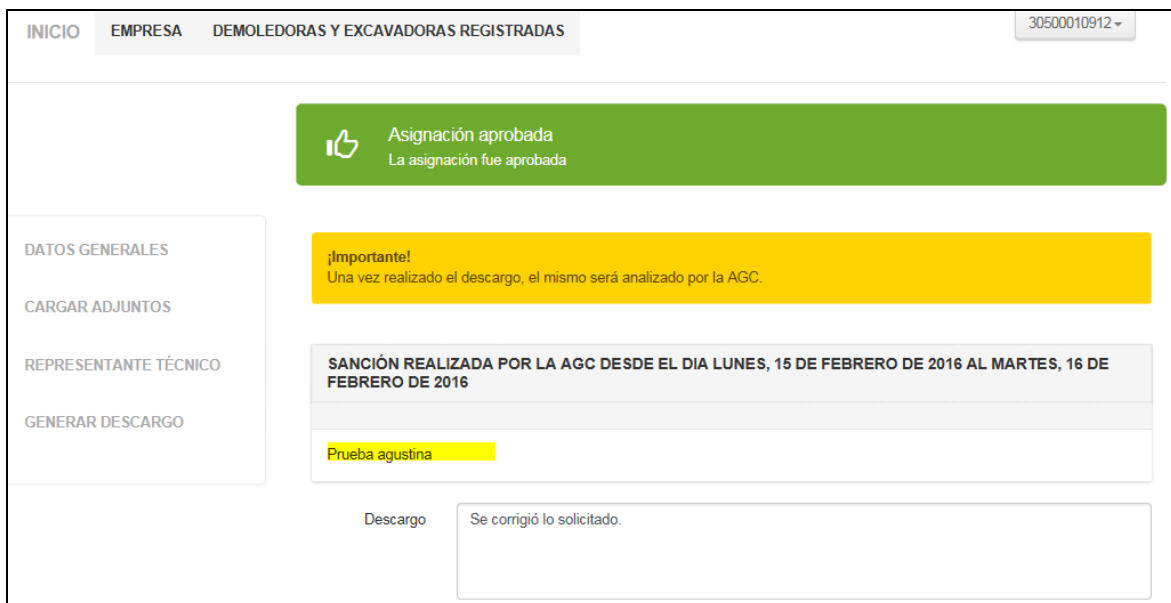 INICIO EMPRESA DEMOLEDORAS Y EXCAVADORAS REGISTRADAS 30500010912
Asignación aprobada
La asignación fue aprobada
DATOS GENERALES
CARGAR ADJUNTOS
REPRESENTANTE TÉCNICO
GENERAR DESCARGO
¡Importante!
Una vez realizado el descargo, el mismo será analizado por la AGC.
SANCIÓN REALIZADA POR LA AGC DESDE EL DIA LUNES, 15 DE FEBRERO DE 2016 AL MARTES, 16 DE
FEBRERO DE 2016
Prueba agustina
Descargo Se corrigió lo solicitado.